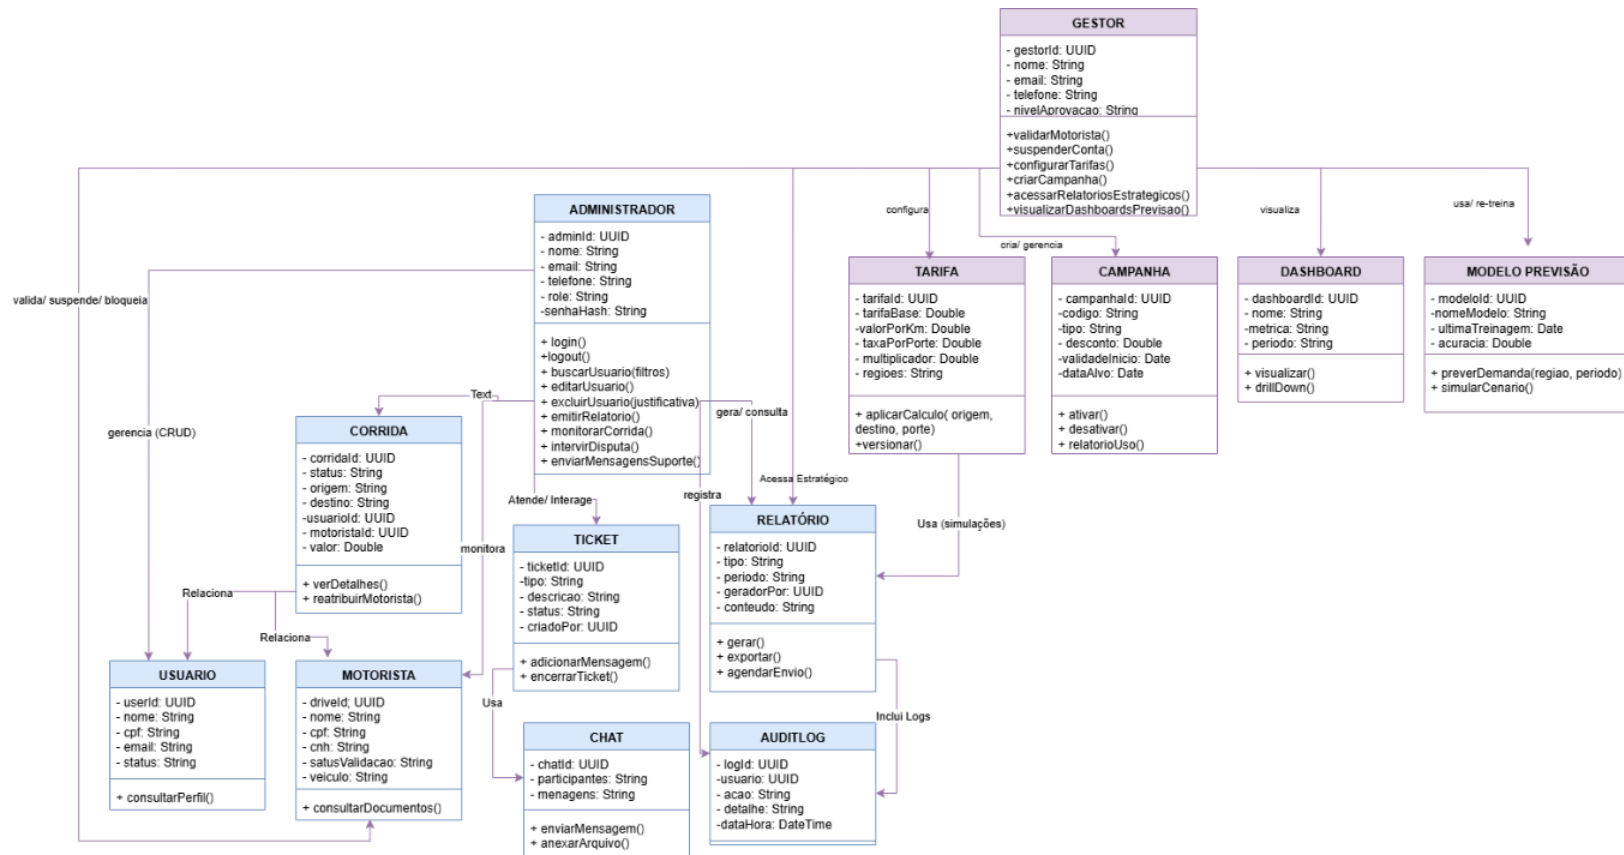 GESTOR
- gestorId: UUID
- nome: String
- email: String
- telefone: String
- nivelAprovacao: String
+validarMotorista()
+suspenderConta()
+configurarTarifas()
+criarCampanha()
+acessarRelatoriosEstrategicos()
+visualizarDashboardsPrevisao()
configura
cria/ gerencia
visualiza
usa/ re-treina
valida/ suspende/ bloqueia
ADMINISTRADOR
- adminId: UUID
- nome: String
- email: String
- telefone: String
- role: String
-senhaHash: String
+ login()
+logout()
+ buscarUsuario(filtros)
+ editarUsuario()
+ excluirUsuario(justificativa)
+ emitirRelatorio()
+ monitorarCorrida()
+ intervirDisputa()
+ enviarMensagensSuporte()
TARIFA
- tarifaId: UUID
- tarifaBase: Double
-valorPorKm: Double
- taxaPorPorte: Double
- multiplicador: Double
- regioes: String
+ aplicarCalculo( origem,
destino, porte)
+versionar()
CAMPANHA
- campanhaId: UUID
-codigo: String
-tipo: String
- desconto: Double
-validadeInicio: Date
-dataAlvo: Date
+ ativar()
+ desativar()
+ relatorioUso()
DASHBOARD
- dashboardId: UUID
- nome: String
-metrica: String
- periodo: String
+ visualizar()
+ drillDown()
MODELO PREVISÃO
- modeloId: UUID
-nomeModelo: String
- ultimaTreinagem: Date
- acuracia: Double
+ preverDemanda(regiao, periodo)
+ simularCenario()
gerencia (CRUD)
Text
gera/ consulta
Acessa Estratégico
registra
Atende/ Interage
monitora
Usa (simulações)
CORRIDA
- corridaId: UUID
- status: String
- origem: String
- destino: String
-usuarioId: UUID
- motoristaId: UUID
- valor: Double
+ verDetalhes()
+ reatribuirMotorista()
TICKET
- ticketId: UUID
-tipo: String
- descricao: String
- status: String
- criadoPor: UUID
+ adicionarMensagem()
+ encerrarTicket()
RELATÓRIO
- relatorioId: UUID
- tipo: String
- periodo: String
- geradorPor: UUID
- conteudo: String
+ gerar()
+ exportar()
+ agendarEnvio()
Relaciona
Relaciona
Usa
Inclui Logs
USUARIO
- userId: UUID
- nome: String
- cpf: String
- email: String
- status: String
+ consultarPerfil()
MOTORISTA
- driveId; UUID
- nome: String
- cpf: String
- cnh: String
- satusValidacao: String
- veiculo: String
+ consultarDocumentos()
CHAT
- chatId: UUID
- participantes: String
- menagens: String
+ enviarMensagem()
+ anexarArquivo()
AUDITLOG
- logId: UUID
-usuario: UUID
- acao: String
- detalhe: String
-dataHora: DateTime